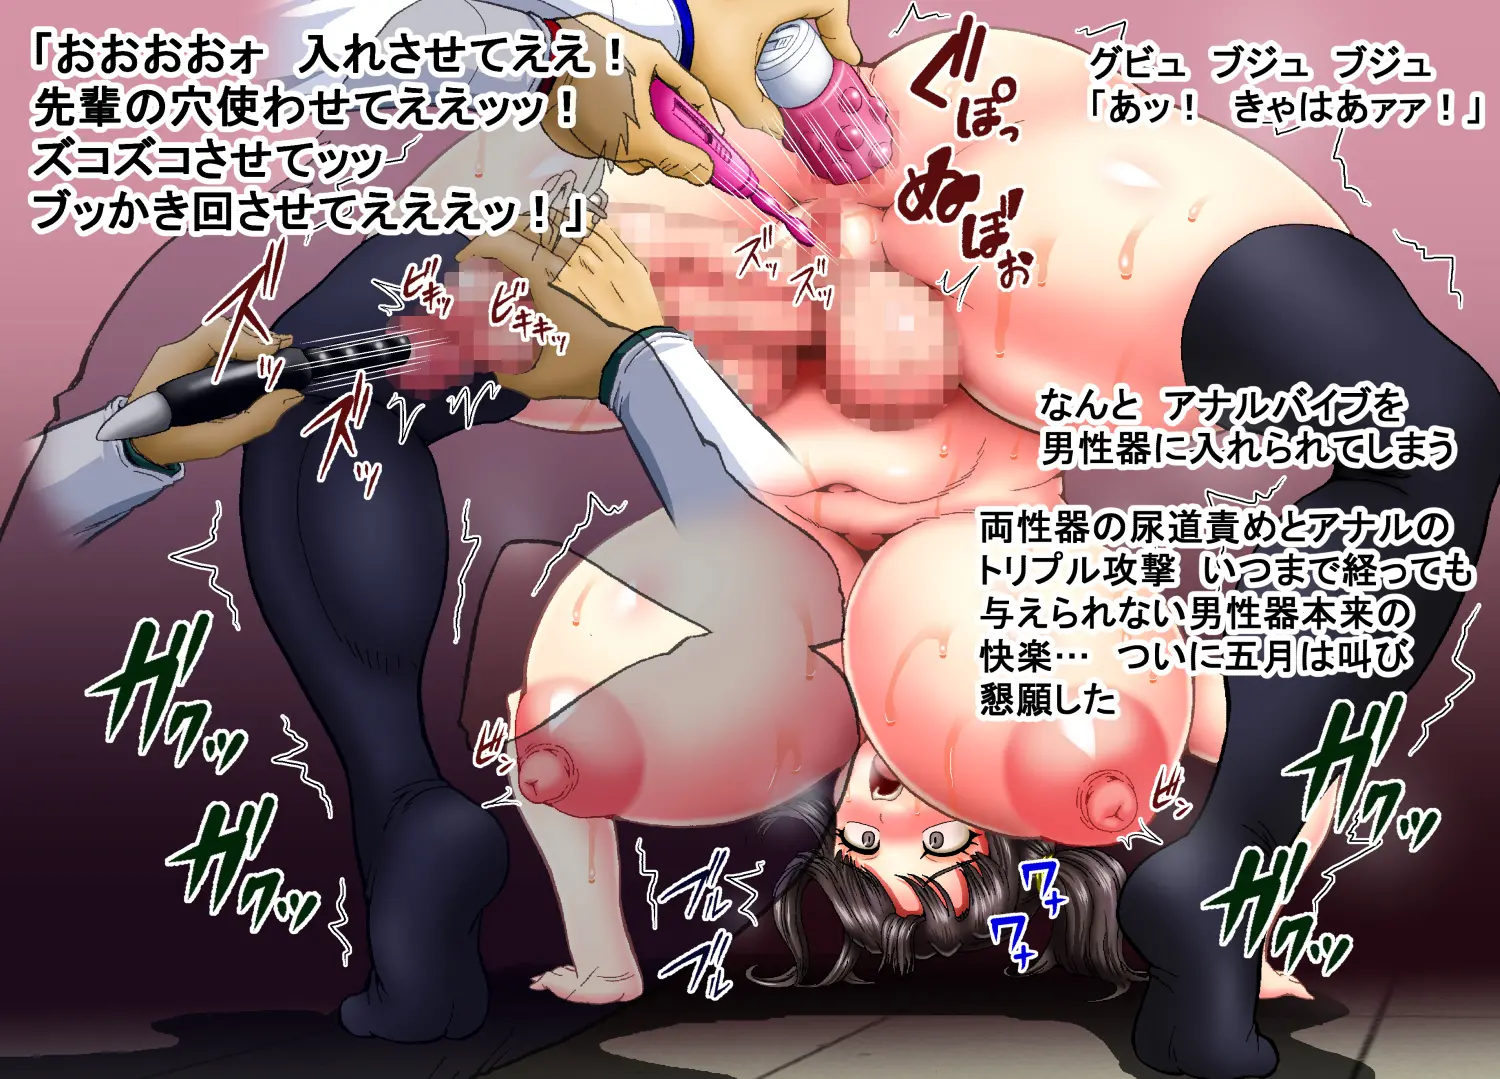 「おおおおォ　入れさせてええ！
先輩の穴使わせてええッッ！
ズコズコさせてッッ
ブッかき回させてえええッ！」
グビュ　ブジュ　ブジュ
「あッ！　きゃはあァァ！」
ぐぽっ
ぬぼぉ
ズッ
ズッ
ビキッ
ビキキッ
ズッ
ズッ
なんと　アナルバイブを
男性器に入れられてしまう
両性器の尿道責めとアナルの
トリプル攻撃　いつまで経っても
与えられない男性器本来の
快楽…　ついに五月は叫び
懇願した
ガクッ
ガクッ
ビンッ
ビンッ
ガクッ
ガクッ
ブルッ
ブルッ
ワナ
ワナ